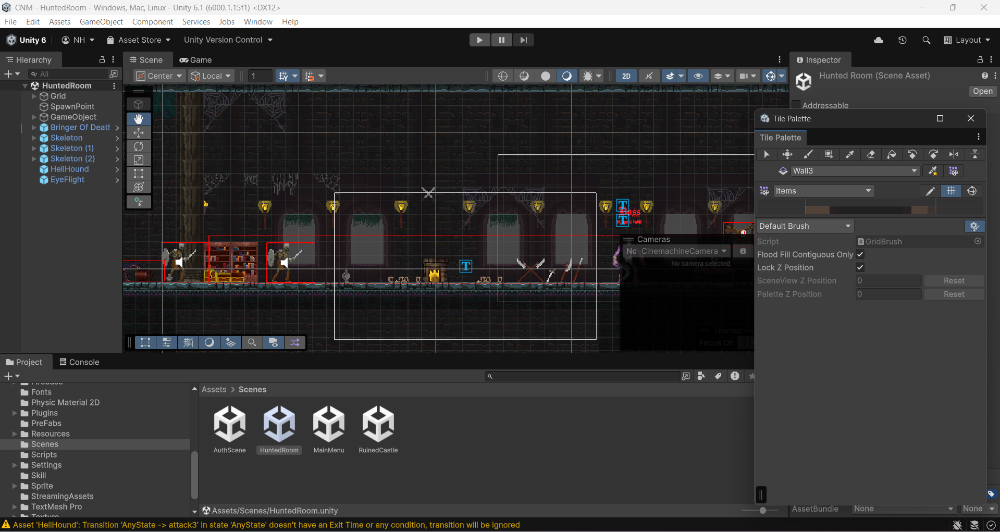 CNM - HuntedRoom - Windows, Mac, Linux - Unity 6.1 (6000.1.15f1) <DX12>
File Edit Assets GameObject Component Services Jobs Window Help
Unity 6 NH Asset Store Unity Version Control Layout
Hierarchy
All
HuntedRoom
Grid
SpawnPoint
GameObject
Bringer Of Death
Skeleton
Skeleton (1)
Skeleton (2)
HellHound
EyeFlight
Scene Game
Center Local 1 2D
T
T
T
Boss
Cameras
Nc CinemachineCamera
No camera selected
Tilemap Fo
Focus On
Inspector
Hunted Room (Scene Asset)
Open
Addressable
Tile Palette
Tile Palette
Wall3
Items
Default Brush
Script GridBrush
Flood Fill Contiguous Only
Lock Z Position
SceneView Z Position 0 Reset
Palette Z Position 0 Reset
AssetBundle None None
Project Console
Fonts
Physic Material 2D
Plugins
PreFabs
Resources
Scenes
Scripts
Settings
Skill
Sprite
StreamingAssets
TextMesh Pro
Assets > Scenes
AuthScene HuntedRoom MainMenu RuinedCastle
Assets/Scenes/HuntedRoom.unity
Asset 'HellHound': Transition 'AnyState -> attack3' in state 'AnyState' doesn't have an Exit Time or any condition, transition will be ignored